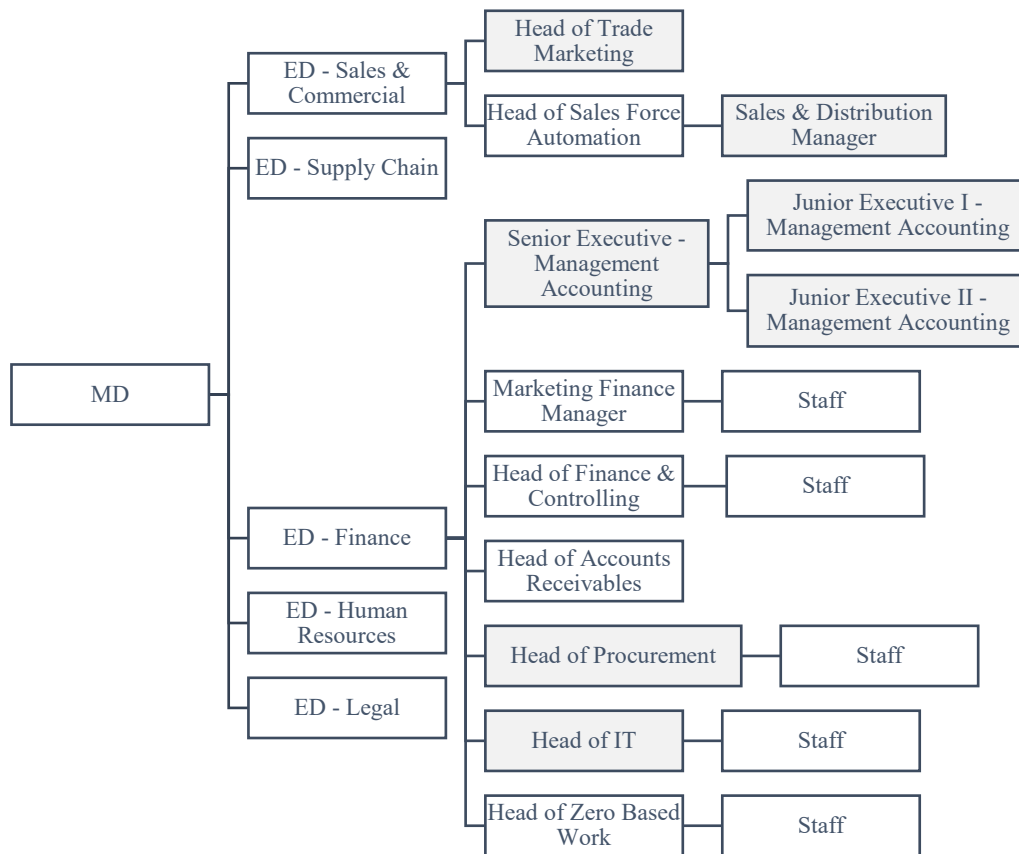 Head of Trade
Marketing
ED - Sales &
Commercial
Head of Sales Force
Automation
Sales & Distribution
Manager
ED - Supply Chain
Junior Executive I -
Management Accounting
Senior Executive -
Management
Accounting
Junior Executive II -
Management Accounting
MD
Marketing Finance
Manager
Staff
Head of Finance &
Controlling
Staff
ED - Finance
Head of Accounts
Receivables
ED - Human
Resources
Head of Procurement
Staff
ED - Legal
Head of IT
Staff
Head of Zero Based
Work
Staff